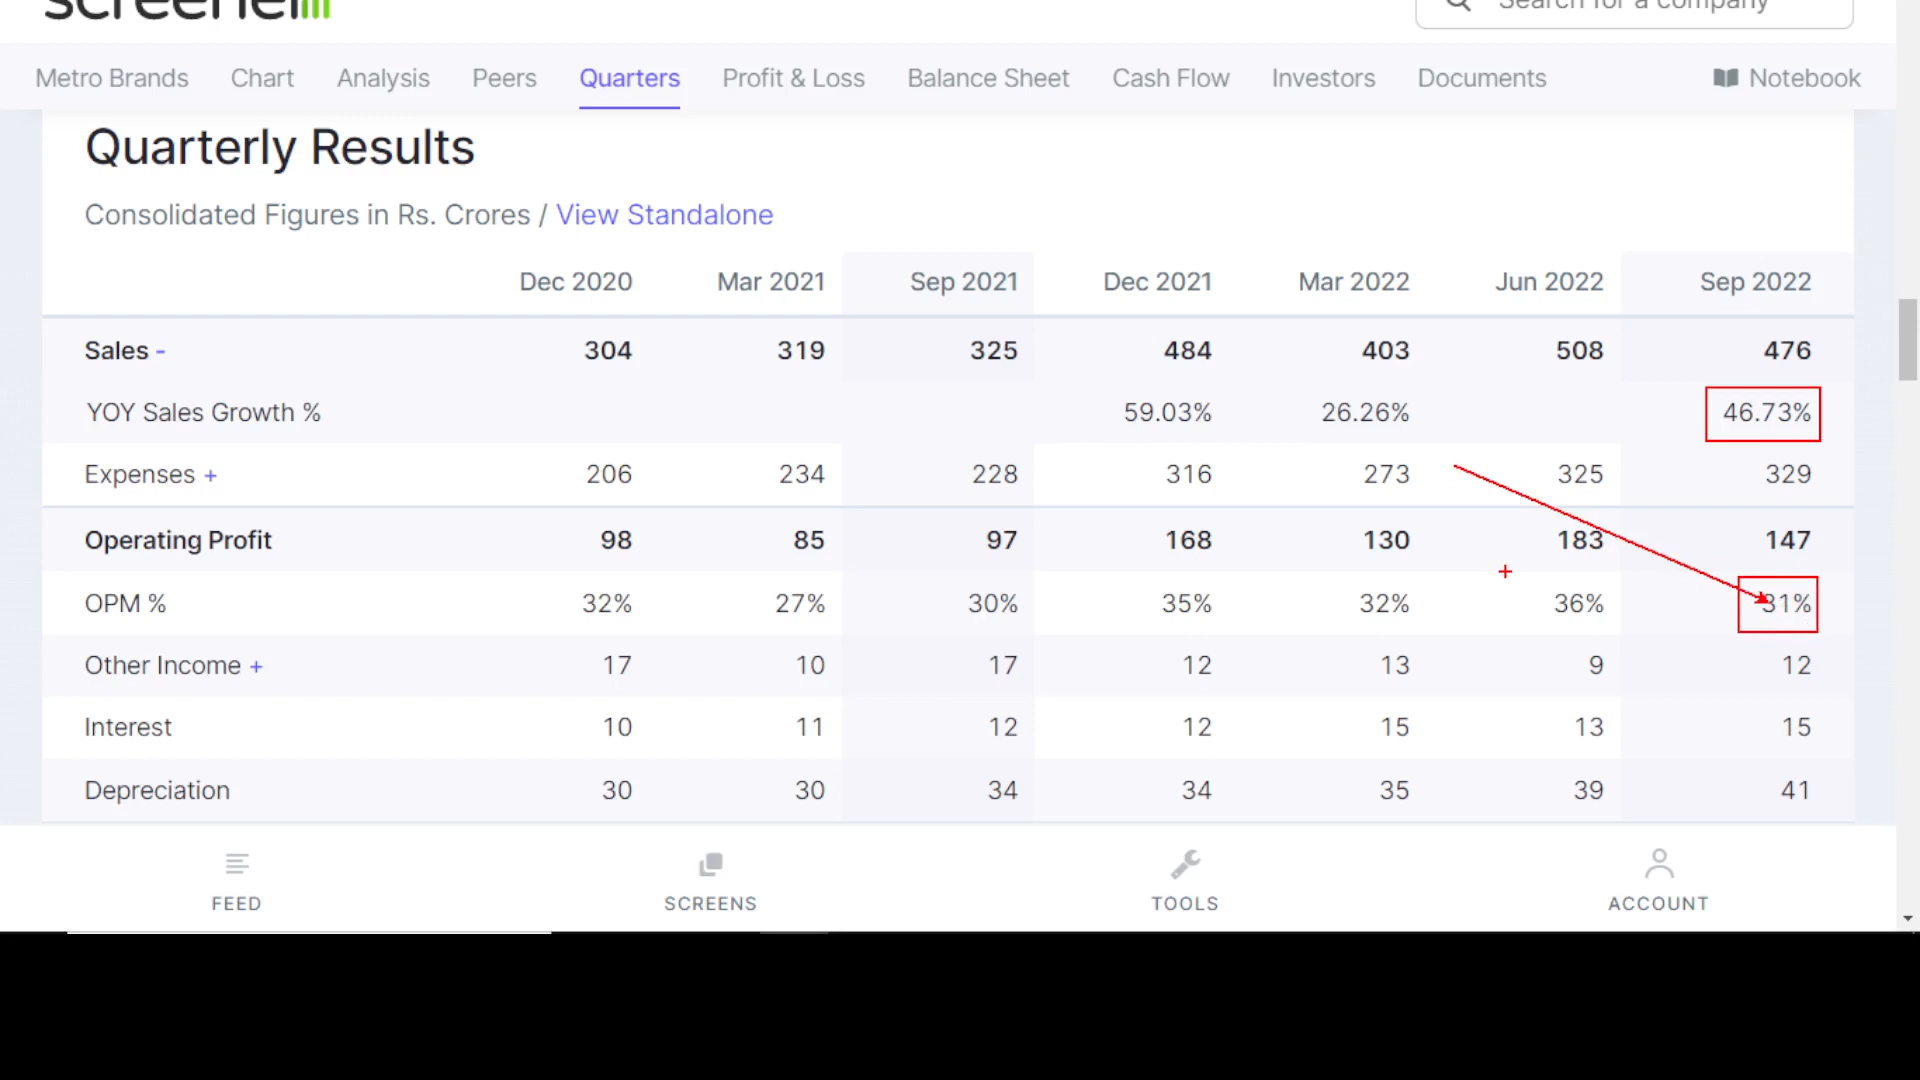 screener
Search for a company
Metro Brands Chart Analysis Peers Quarters Profit & Loss Balance Sheet Cash Flow Investors Documents Notebook
Quarterly Results
Consolidated Figures in Rs. Crores / View Standalone
Dec 2020 Mar 2021 Sep 2021 Dec 2021 Mar 2022 Jun 2022 Sep 2022
Sales - 304 319 325 484 403 508 476
YOY Sales Growth % 59.03% 26.26% 46.73%
Expenses + 206 234 228 316 273 325 329
Operating Profit 98 85 97 168 130 183 147
OPM % 32% 27% 30% 35% 32% 36% 31%
Other Income + 17 10 17 12 13 9 12
Interest 10 11 12 12 15 13 15
Depreciation 30 30 34 34 35 39 41
FEED SCREENS TOOLS ACCOUNT